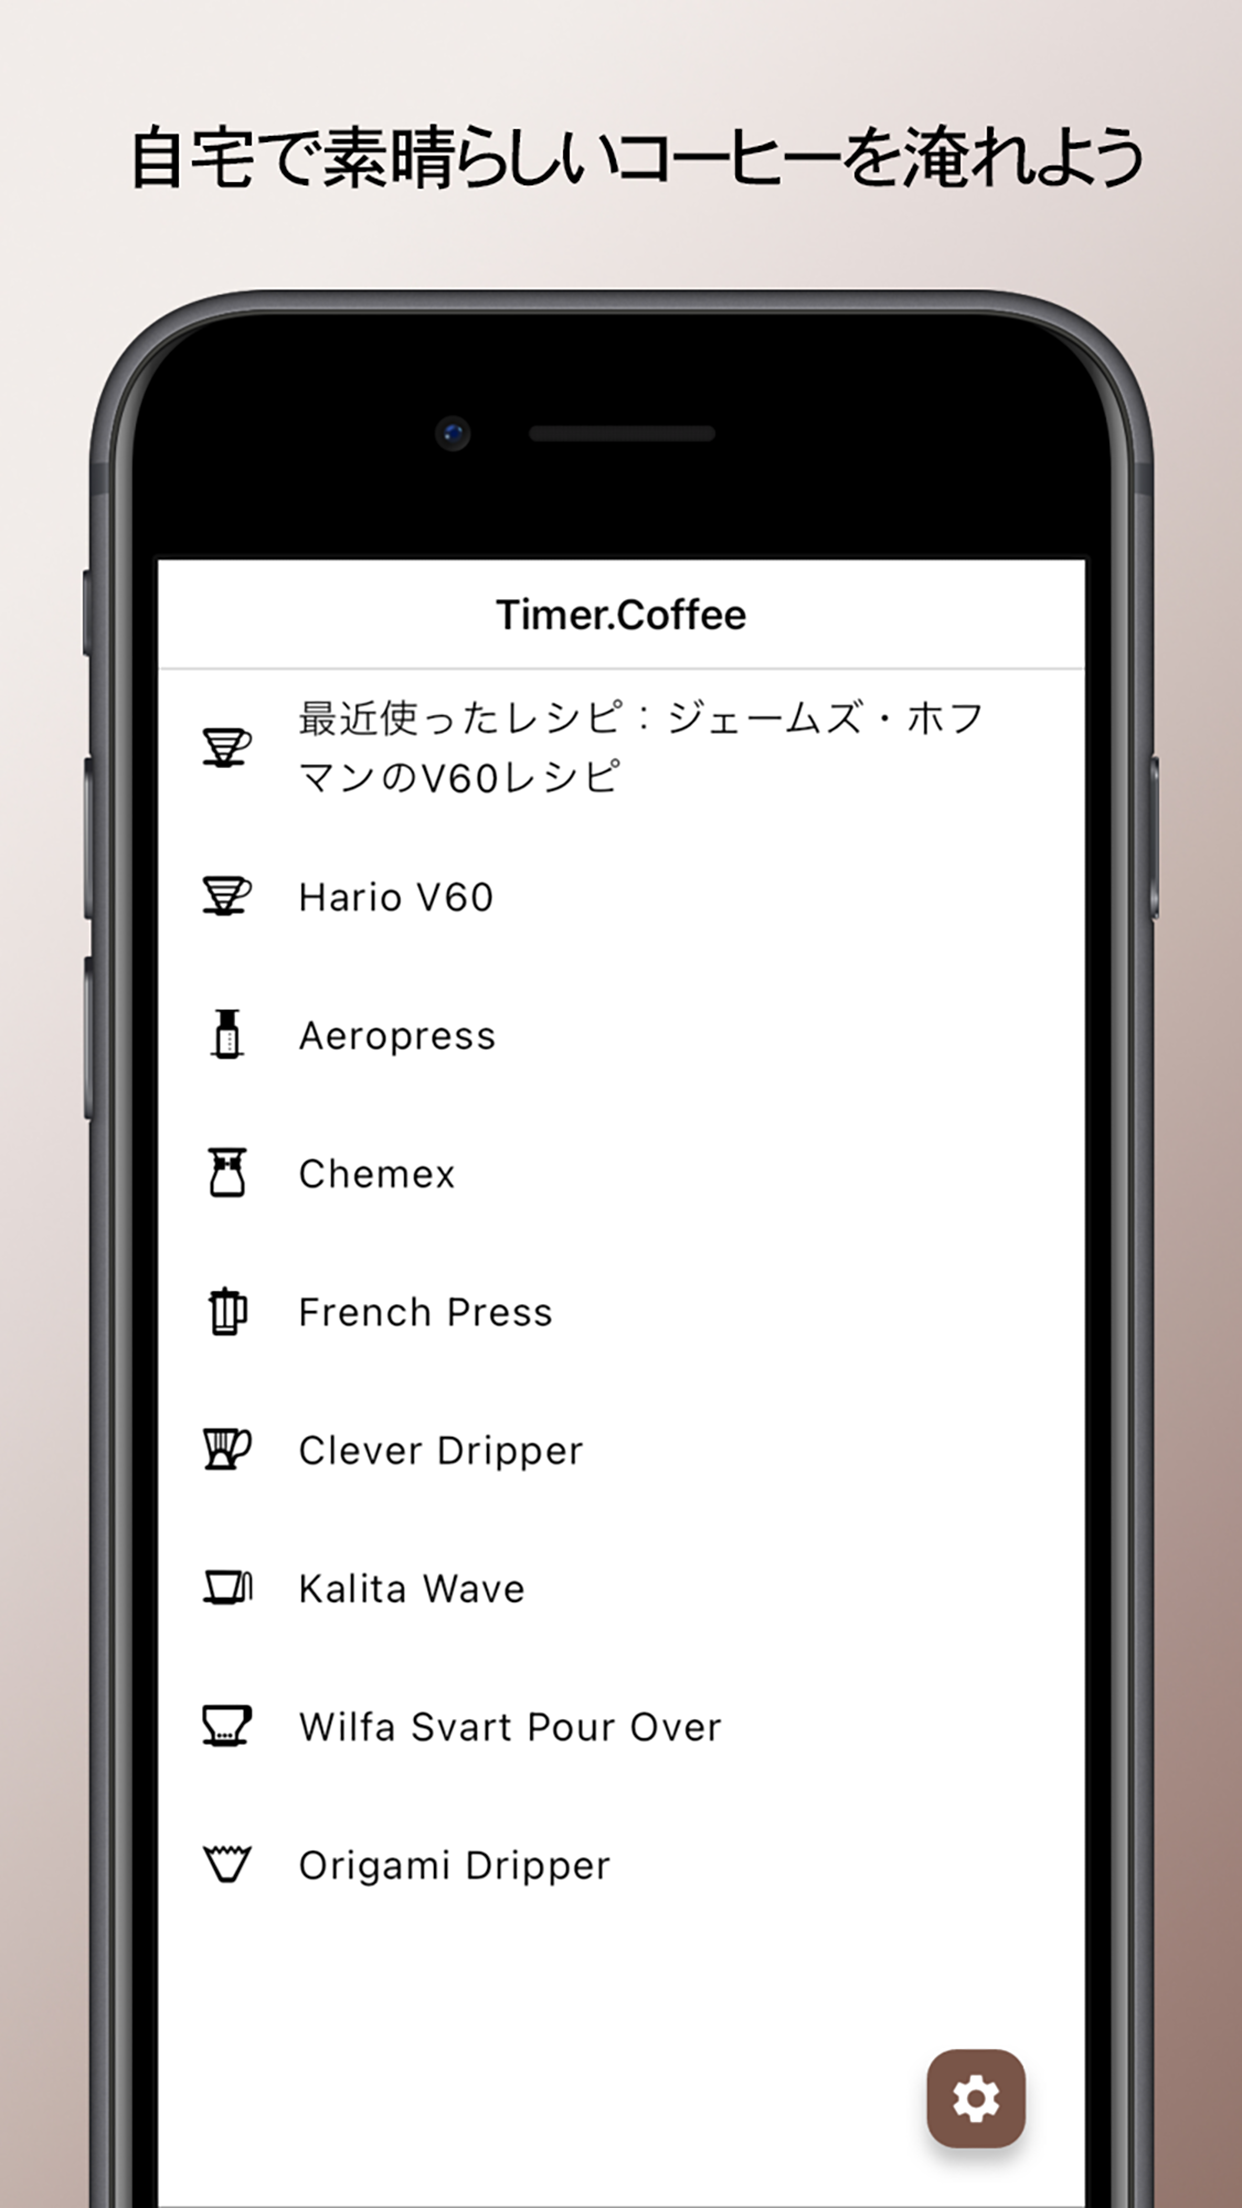 自宅で素晴らしいコーヒーを淹れよう
Timer.Coffee
最近使ったレシピ：ジェームズ・ホフ
マンのV60レシピ
Hario V60
Aeropress
Chemex
French Press
Clever Dripper
Kalita Wave
Wilfa Svart Pour Over
Origami Dripper